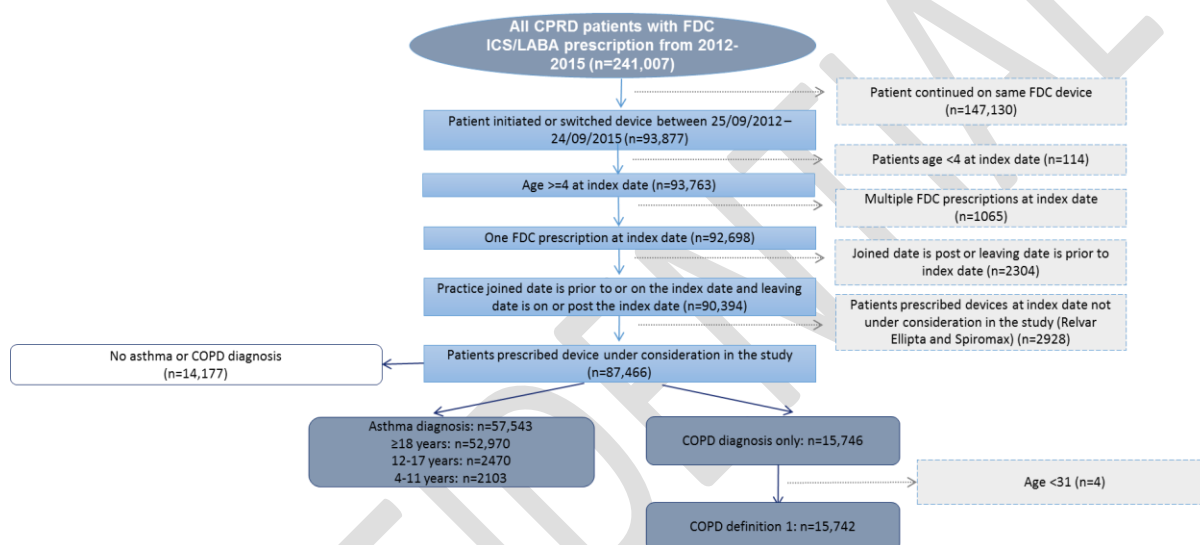 All CPRD patients with FDC
ICS/LABA prescription from 2012-
2015 (n=241,007)
Patient continued on same FDC device
(n=147,130)
Patient initiated or switched device between 25/09/2012 –
24/09/2015 (n=93,877)
Patients age <4 at index date (n=114)
Age >=4 at index date (n=93,763)
Multiple FDC prescriptions at index date
(n=1065)
One FDC prescription at index date (n=92,698)
Joined date is post or leaving date is prior to
index date (n=2304)
Practice joined date is prior to or on the index date and leaving
date is on or post the index date (n=90,394)
Patients prescribed devices at index date not
under consideration in the study (Relvar
Ellipta and Spiromax) (n=2928)
Patients prescribed device under consideration in the study
(n=87,466)
No asthma or COPD diagnosis
(n=14,177)
Asthma diagnosis: n=57,543
≥18 years: n=52,970
12-17 years: n=2470
4-11 years: n=2103
COPD diagnosis only: n=15,746
Age <31 (n=4)
COPD definition 1: n=15,742
FIDENTIAL